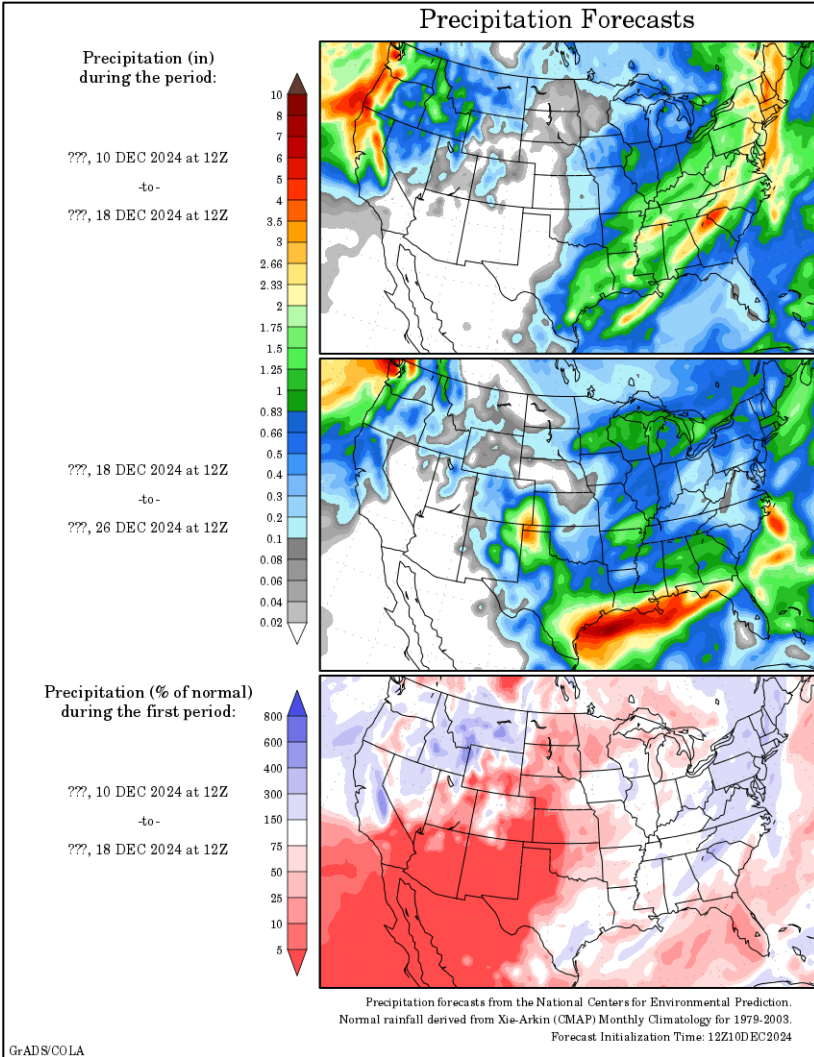 Precipitation Forecasts
Precipitation (in)
during the period:
???, 10 DEC 2024 at 12Z
-to-
???, 18 DEC 2024 at 12Z
10
8
7
6
5
4
3.5
3
2.66
2.33
2
1.75
1.5
1.25
1
0.83
0.66
0.5
0.4
0.3
0.2
0.1
0.08
0.06
0.04
0.02
???, 18 DEC 2024 at 12Z
-to-
???, 26 DEC 2024 at 12Z
Precipitation (% of normal)
during the first period:
???, 10 DEC 2024 at 12Z
-to-
???, 18 DEC 2024 at 12Z
800
600
400
300
150
75
50
25
10
5
Precipitation forecasts from the National Centers for Environmental Prediction.
Normal rainfall derived from Xie-Arkin (CMAP) Monthly Climatology for 1979-2003.
Forecast Initialization Time: 12Z10DEC2024
GrADS/COLA